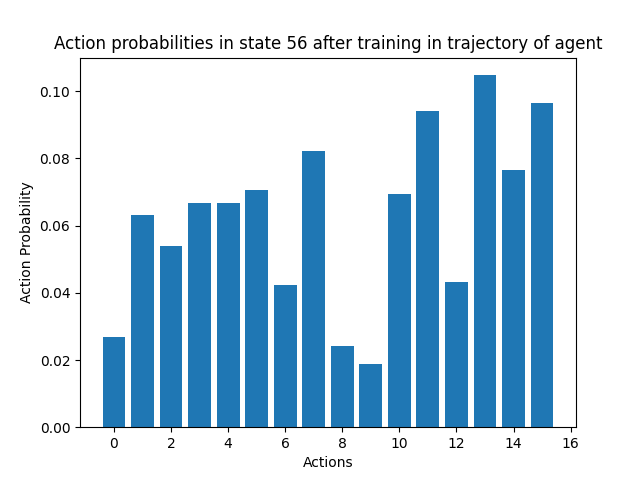 Action probabilities in state 56 after training in trajectory of agent
0.10
0.08
0.06
0.04
0.02
0.00
Action Probability
0 2 4 6 8 10 12 14 16
Actions